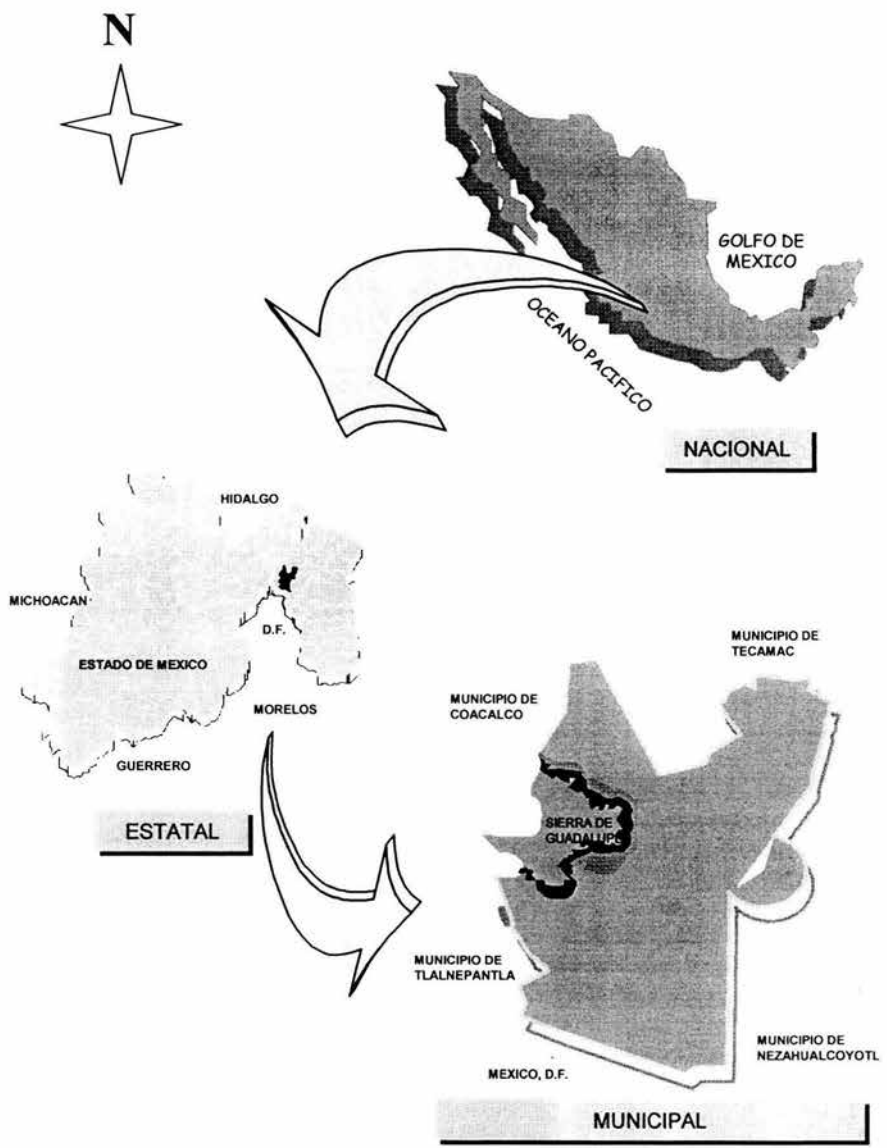 N
GOLFO DE
MEXICO
OCEANO PACIFICO
NACIONAL
HIDALGO
MICHOACAN
D.F.
ESTADO DE MEXICO
MORELOS
GUERRERO
ESTATAL
MUNICIPIO DE
TECAMAC
MUNICIPIO DE
COACALCO
SIERRA DE
GUADALUPE
MUNICIPIO DE
TLALNEPANTLA
MUNICIPIO DE
NEZAHUALCOYOTL
MEXICO, D.F.
MUNICIPAL